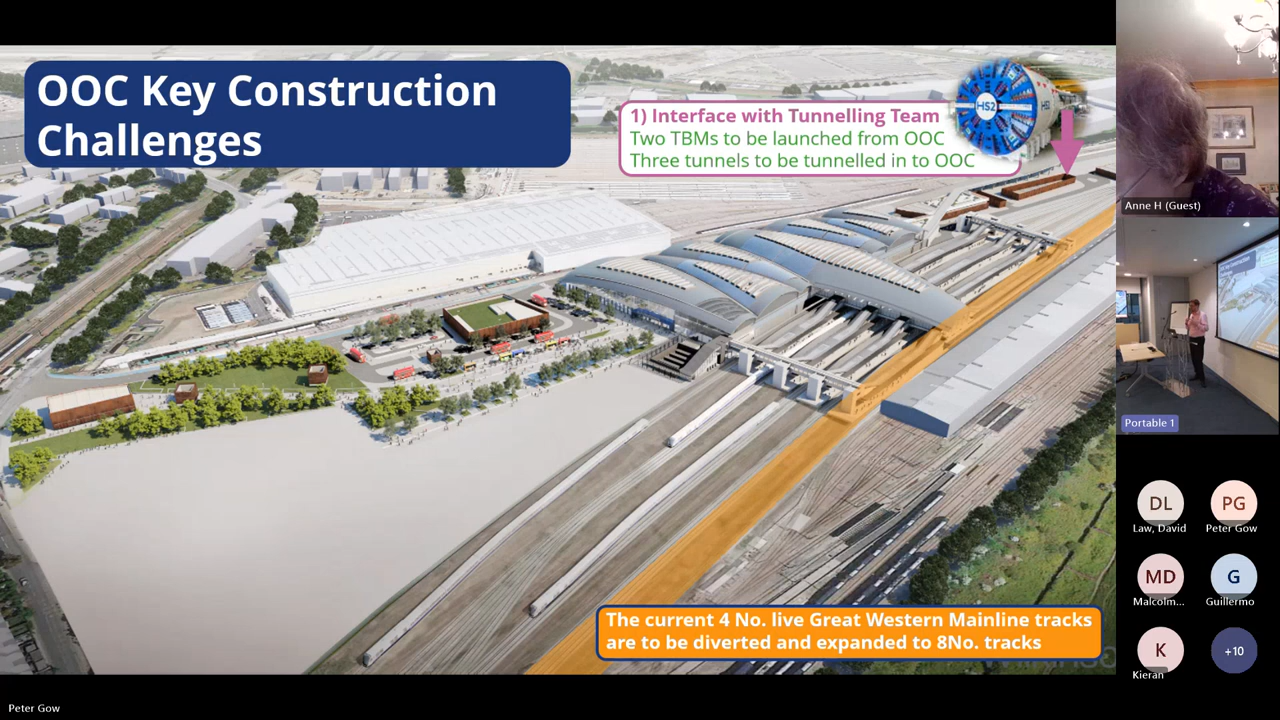 OOC Key Construction
Challenges
1) Interface with Tunnelling Team
Two TBMs to be launched from OOC
Three tunnels to be tunnelled in to OOC
HS2
HS2
The current 4 No. live Great Western Mainline tracks
are to be diverted and expanded to 8No. tracks
Anne H (Guest)
Portable 1
DL
Law, David
PG
Peter Gow
MD
Malcolm...
G
Guillermo
K
Kieran
+10
Peter Gow